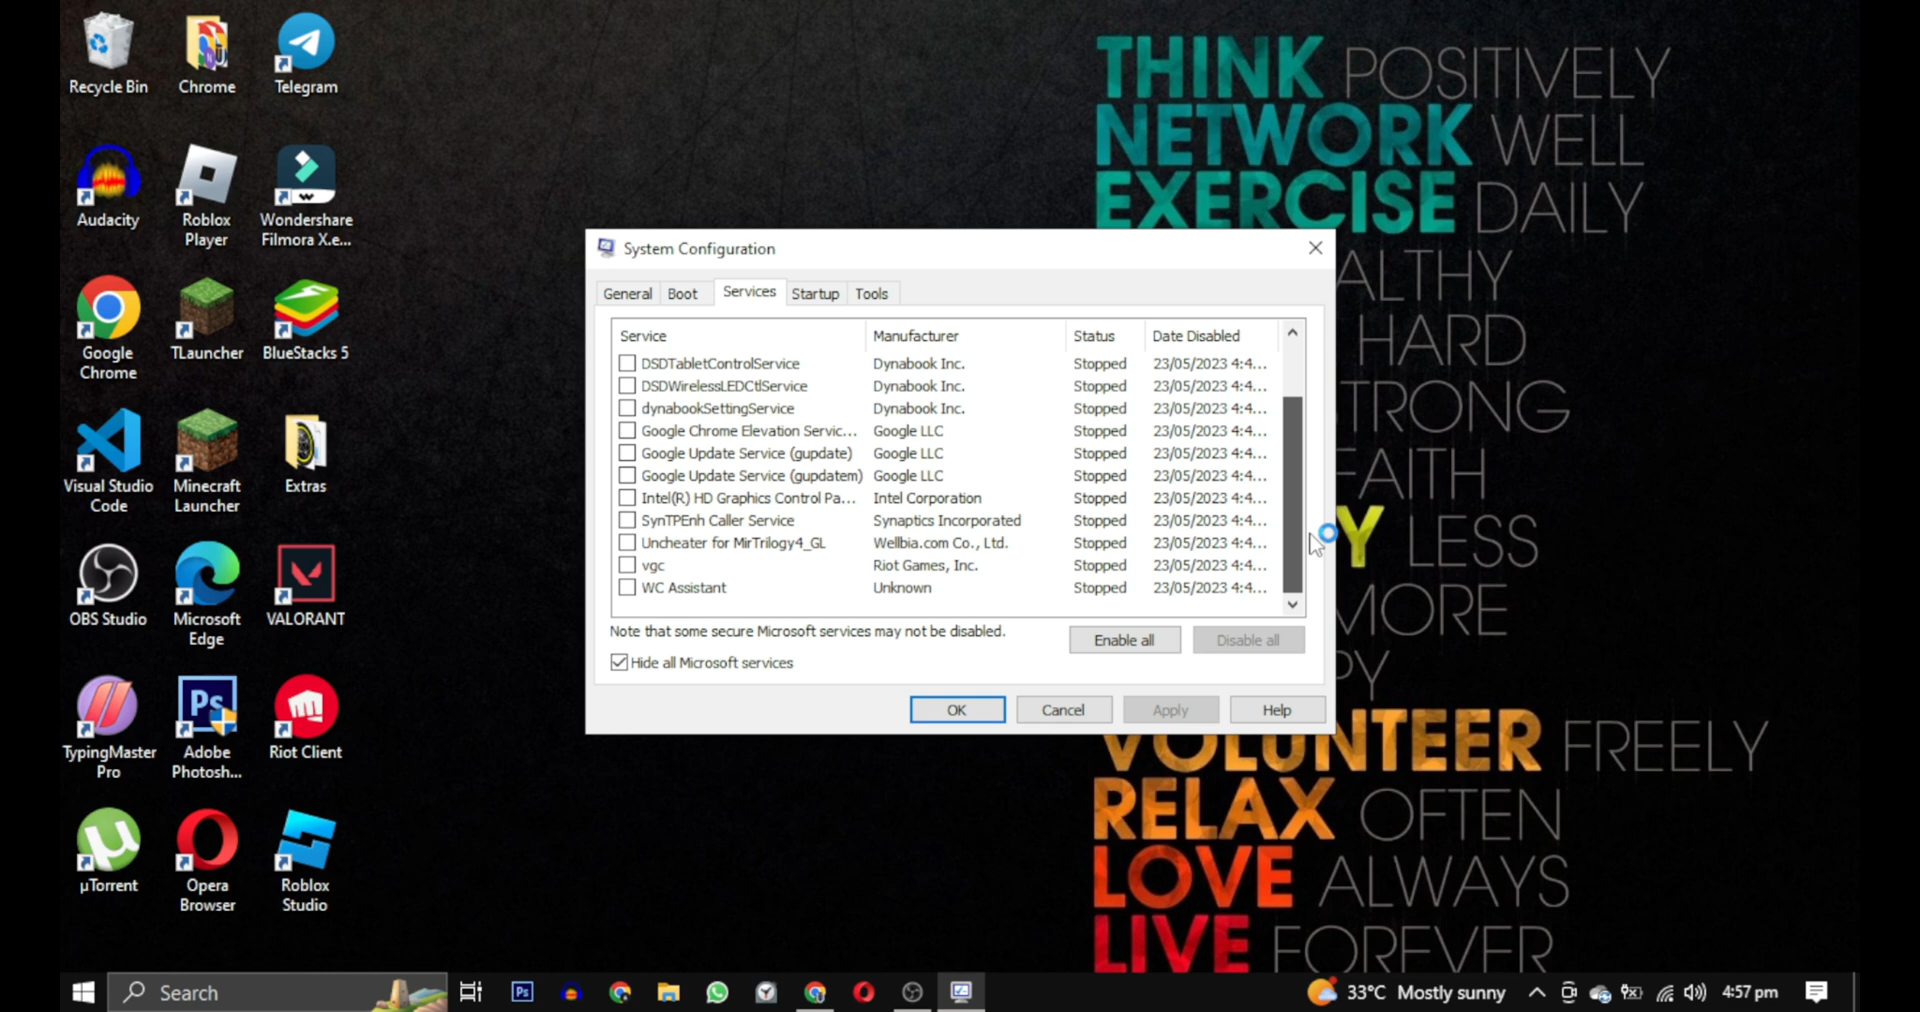 Recycle Bin
Chrome
Telegram
Audacity
Roblox
Player
Wondershare
Filmora X.e...
Google
Chrome
TLauncher
BlueStacks 5
Visual Studio
Code
Minecraft
Launcher
Extras
OBS Studio
Microsoft
Edge
VALORANT
TypingMaster
Pro
Ps
Adobe
Photosh...
Riot Client
µTorrent
Opera
Browser
Roblox
Studio
THINK POSITIVELY
NETWORK WELL
EXERCISE DAILY
ALTHY
HARD
TRONG
FAITH
Y LESS
MORE
PY
VOLUNTEER FREELY
RELAX OFTEN
LOVE ALWAYS
LIVE FOREVER
System Configuration
General Boot Services Startup Tools
Service Manufacturer Status Date Disabled
DSDTabletControlService Dynabook Inc. Stopped 23/05/2023 4:4...
DSDWirelessLEDCtlService Dynabook Inc. Stopped 23/05/2023 4:4...
dynabookSettingService Dynabook Inc. Stopped 23/05/2023 4:4...
Google Chrome Elevation Servic... Google LLC Stopped 23/05/2023 4:4...
Google Update Service (gupdate) Google LLC Stopped 23/05/2023 4:4...
Google Update Service (gupdatem) Google LLC Stopped 23/05/2023 4:4...
Intel(R) HD Graphics Control Pa... Intel Corporation Stopped 23/05/2023 4:4...
SynTPEnh Caller Service Synaptics Incorporated Stopped 23/05/2023 4:4...
Uncheater for MirTrilogy4_GL Wellbia.com Co., Ltd. Stopped 23/05/2023 4:4...
vgc Riot Games, Inc. Stopped 23/05/2023 4:4...
WC Assistant Unknown Stopped 23/05/2023 4:4...
Note that some secure Microsoft services may not be disabled.
Enable all Disable all
Hide all Microsoft services
OK Cancel Apply Help
Search
Ps
33°C Mostly sunny
4:57 pm